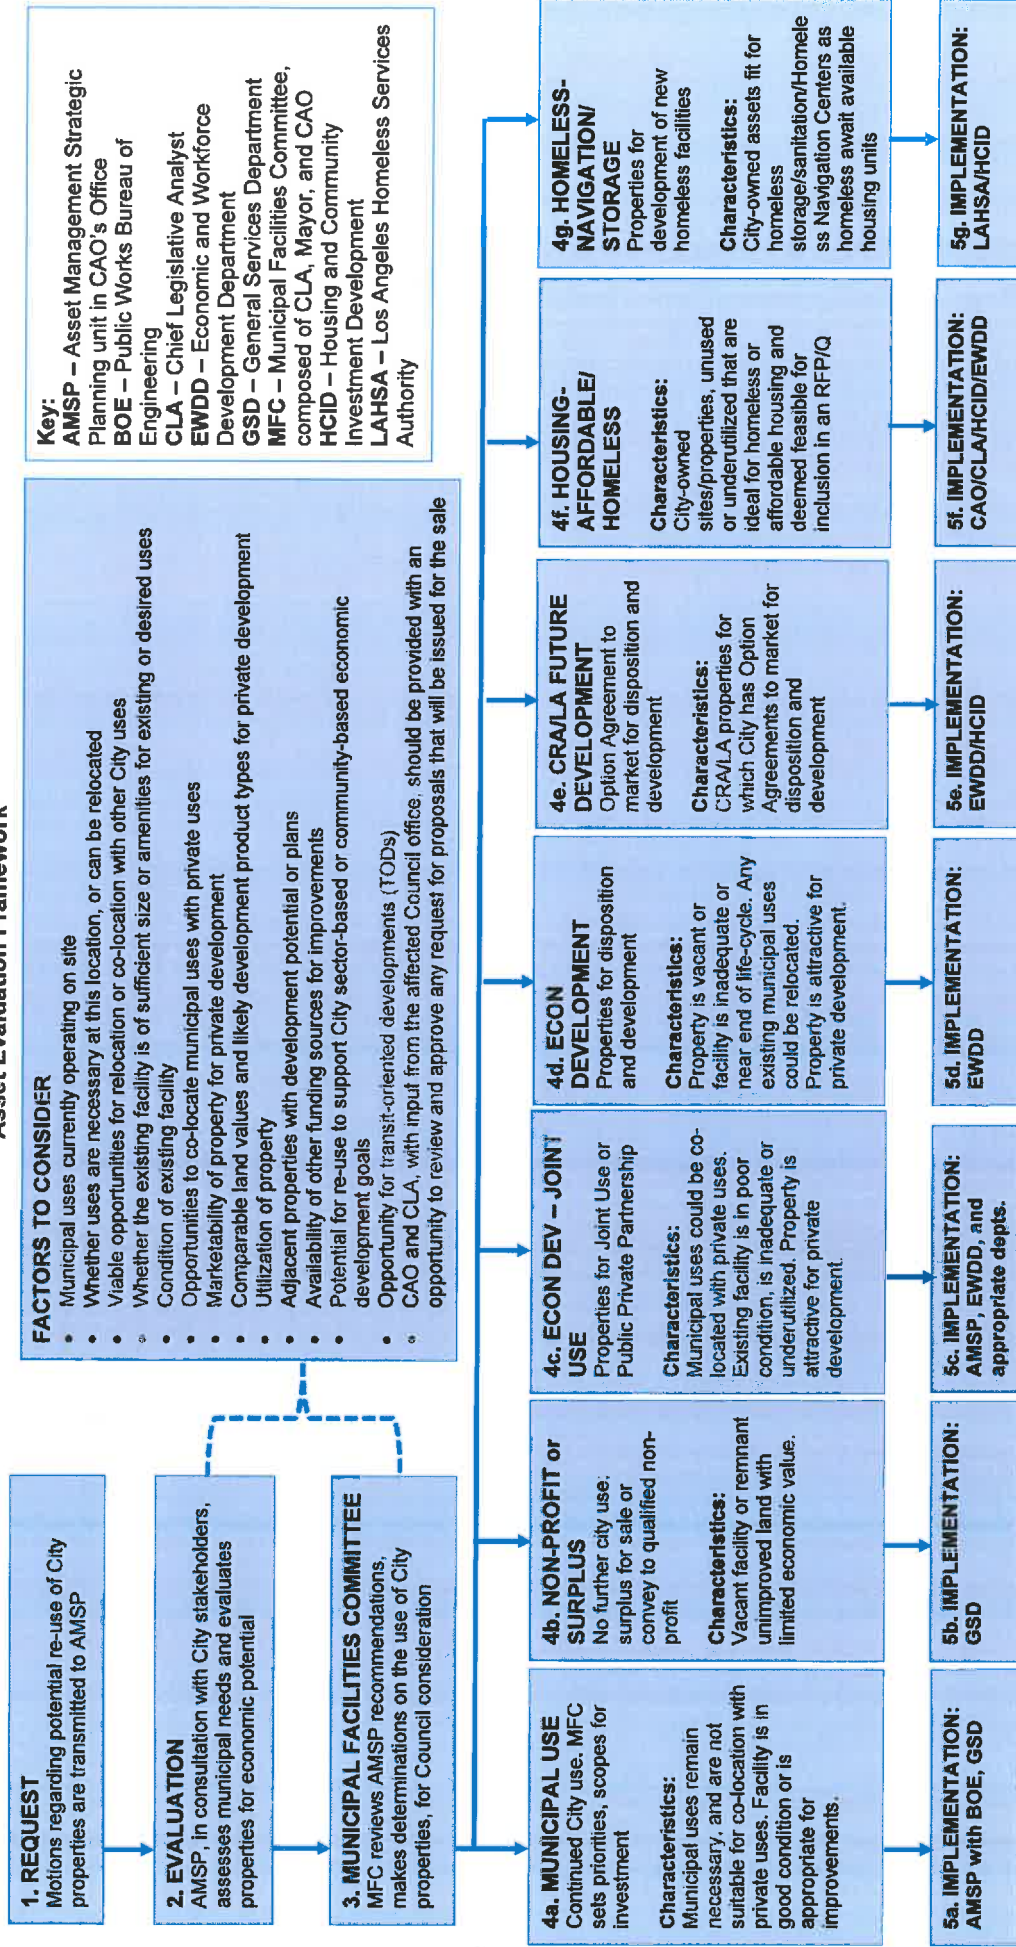 Asset Evaluation Framework
1. REQUEST
Motions regarding potential re-use of City
properties are transmitted to AMSP
2. EVALUATION
AMSP, in consultation with City stakeholders,
assesses municipal needs and evaluates
properties for economic potential
3. MUNICIPAL FACILITIES COMMITTEE
MFC reviews AMSP recommendations,
makes determinations on the use of City
properties, for Council consideration
FACTORS TO CONSIDER
• Municipal uses currently operating on site
• Whether uses are necessary at this location, or can be relocated
• Viable opportunities for relocation or co-location with other City uses
• Whether the existing facility is of sufficient size or amenities for existing or desired uses
• Condition of existing facility
• Opportunities to co-locate municipal uses with private uses
• Marketability of property for private development
• Comparable land values and likely development product types for private development
• Utilization of property
• Adjacent properties with development potential or plans
• Availability of other funding sources for improvements
• Potential for re-use to support City sector-based or community-based economic
development goals
• Opportunity for transit-oriented developments (TODs)
• CAO and CLA, with input from the affected Council office, should be provided with an
opportunity to review and approve any request for proposals that will be issued for the sale
Key:
AMSP – Asset Management Strategic
Planning unit in CAO's Office
BOE – Public Works Bureau of
Engineering
CLA – Chief Legislative Analyst
EWDD – Economic and Workforce
Development Department
GSD – General Services Department
MFC – Municipal Facilities Committee,
composed of CLA, Mayor, and CAO
HCID – Housing and Community
Investment Development
LAHSA – Los Angeles Homeless Services
Authority
4a. MUNICIPAL USE
Continued City use. MFC
sets priorities, scopes for
investment
Characteristics:
Municipal uses remain
necessary, and are not
suitable for co-location with
private uses. Facility is in
good condition or is
appropriate for
improvements.
4b. NON-PROFIT or
SURPLUS
No further city use:
surplus for sale or
convey to qualified non-
profit
Characteristics:
Vacant facility or remnant
unimproved land with
limited economic value.
4c. ECON DEV – JOINT
USE
Properties for Joint Use or
Public Private Partnership
Characteristics:
Municipal uses could be co-
located with private uses.
Existing facility is in poor
condition, is inadequate or
underutilized. Property is
attractive for private
development.
4d. ECON
DEVELOPMENT
Properties for disposition
and development
Characteristics:
Property is vacant or
facility is inadequate or
near end of life-cycle. Any
existing municipal uses
could be relocated.
Property is attractive for
private development.
4e. CRA/LA FUTURE
DEVELOPMENT
Option Agreement to
market for disposition and
development
Characteristics:
CRA/LA properties for
which City has Option
Agreements to market for
disposition and
development
4f. HOUSING-
AFFORDABLE/
HOMELESS
Characteristics:
City-owned
sites/properties, unused
or underutilized that are
ideal for homeless or
affordable housing and
deemed feasible for
inclusion in an RFP/Q
4g. HOMELESS-
NAVIGATION/
STORAGE
Properties for
development of new
homeless facilities
Characteristics:
City-owned assets fit for
homeless
storage/sanitation/Homele
ss Navigation Centers as
homeless await available
housing units
5a. IMPLEMENTATION:
AMSP with BOE, GSD
5b. IMPLEMENTATION:
GSD
5c. IMPLEMENTATION:
AMSP, EWDD, and
appropriate depts.
5d. IMPLEMENTATION:
EWDD
5e. IMPLEMENTATION:
EWDD/HCID
5f. IMPLEMENTATION:
CAO/CLA/HCID/EWDD
5g. IMPLEMENTATION:
LAHSA/HCID